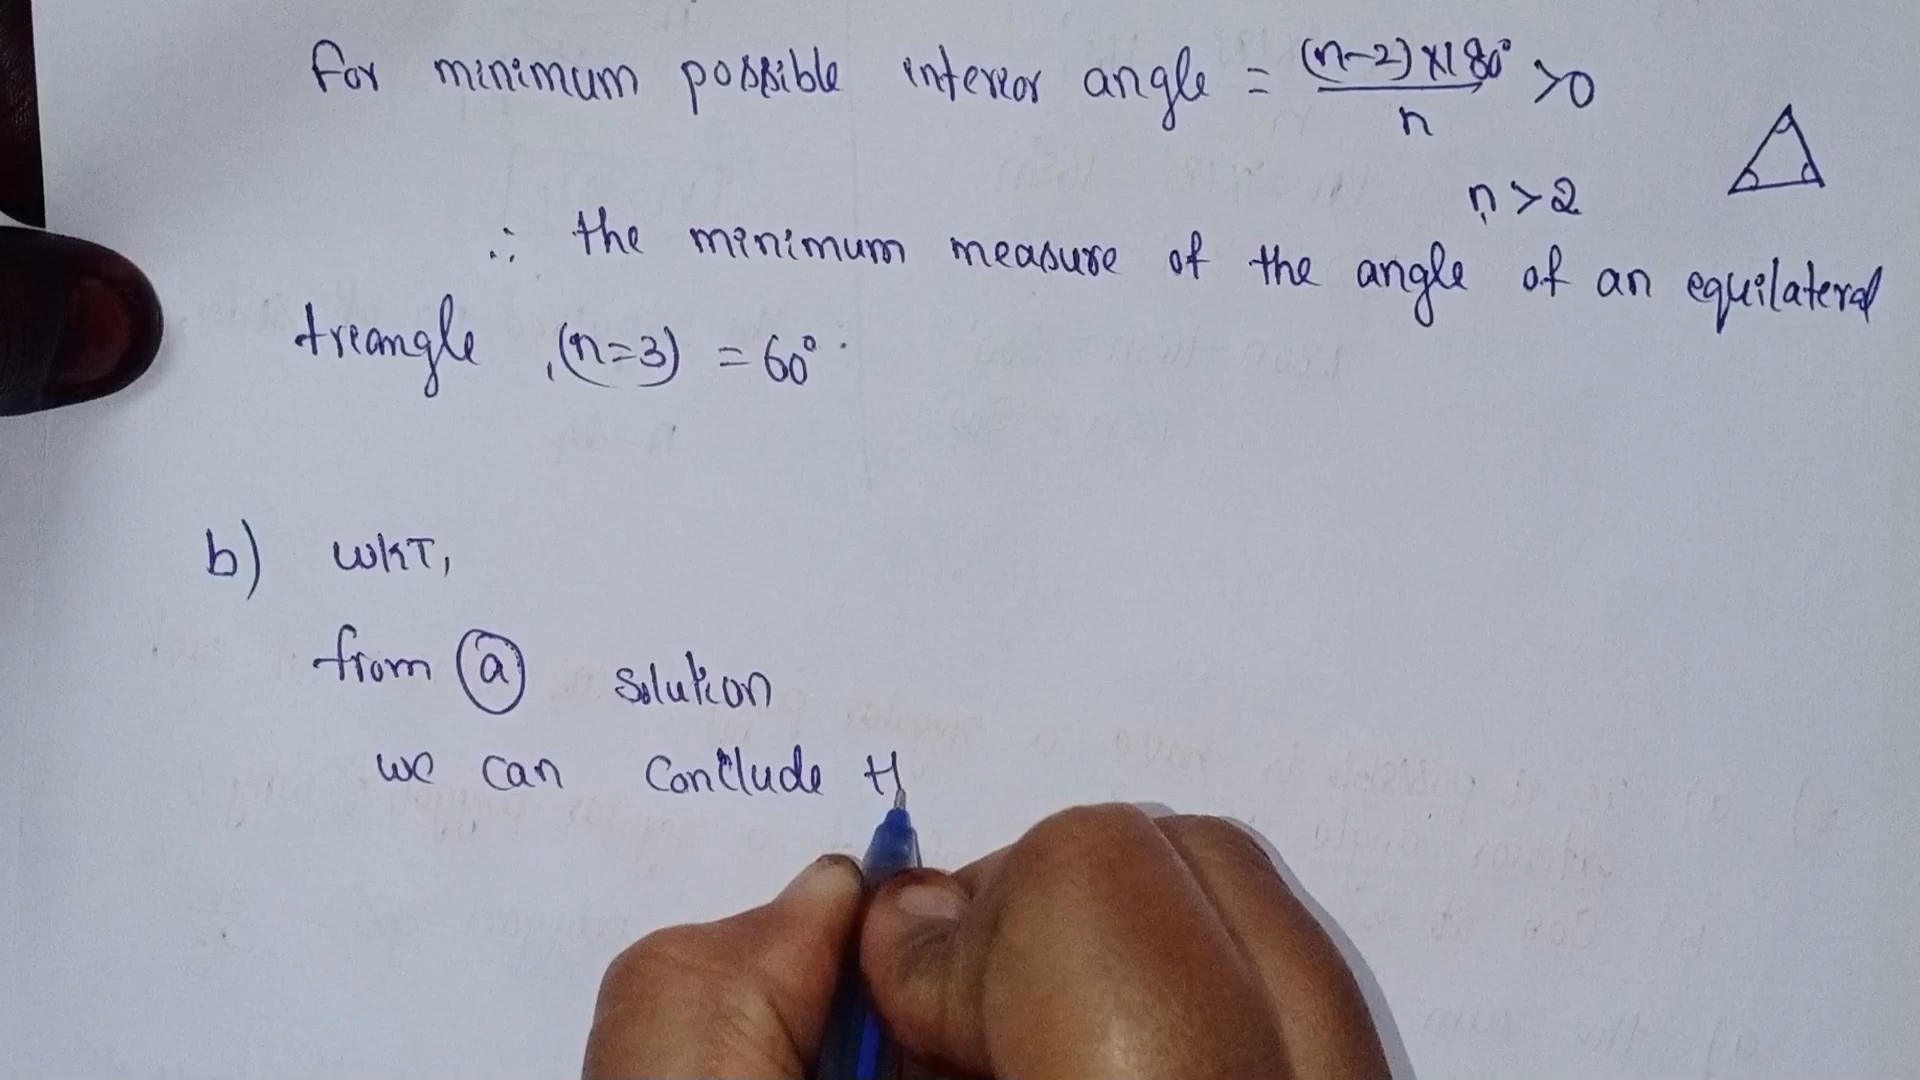 for minimum possible interior angle = (n-2)×180° / n >0
n>2
∴ the minimum measure of the angle of an equilateral
triangle, (n=3) = 60°.
b) WKT,
from (a) solution
we can conclude